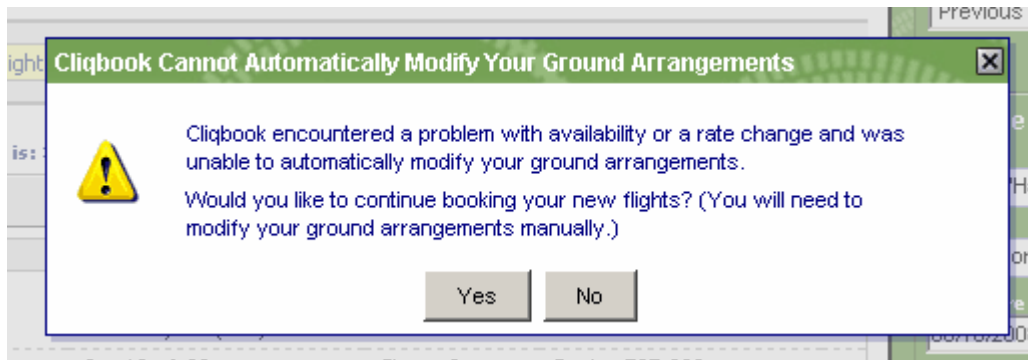 Previous
ight
Cliqbook Cannot Automatically Modify Your Ground Arrangements
is:
Cliqbook encountered a problem with availability or a rate change and was
unable to automatically modify your ground arrangements.
Would you like to continue booking your new flights? (You will need to
modify your ground arrangements manually.)
Yes
No